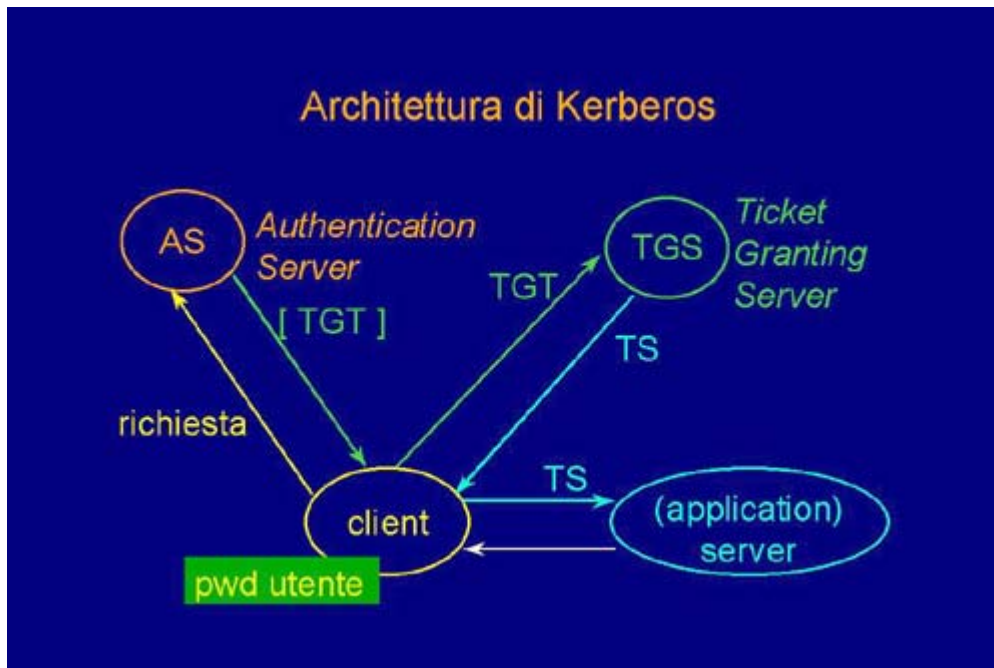 Architettura di Kerberos
AS
Authentication
Server
TGS
Ticket
Granting
Server
[ TGT ]
TGT
TS
richiesta
client
TS
(application)
server
pwd utente